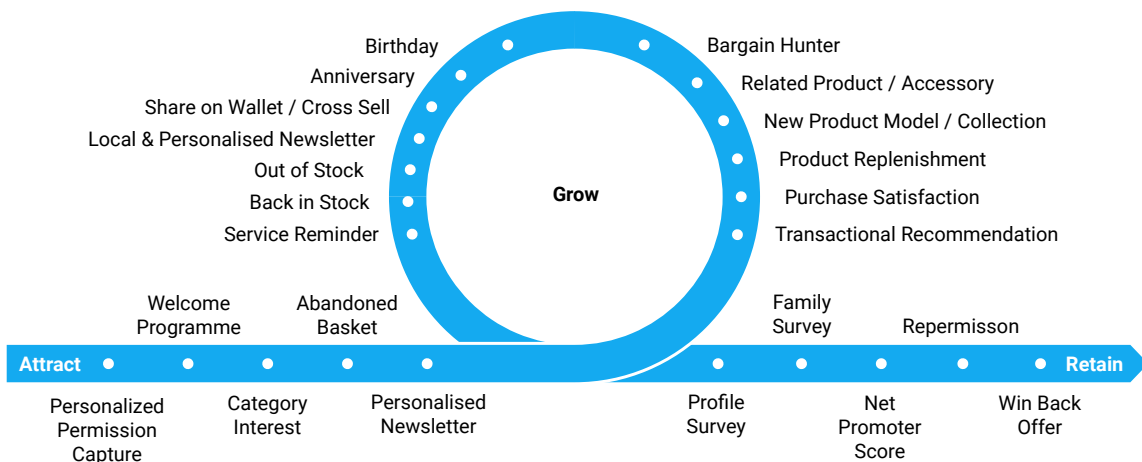 Birthday
Anniversary
Share on Wallet / Cross Sell
Local & Personalised Newsletter
Out of Stock
Back in Stock
Service Reminder
Grow
Bargain Hunter
Related Product / Accessory
New Product Model / Collection
Product Replenishment
Purchase Satisfaction
Transactional Recommendation
Welcome
Programme
Abandoned
Basket
Family
Survey
Repermisson
Attract
Retain
Personalized
Permission
Capture
Category
Interest
Personalised
Newsletter
Profile
Survey
Net
Promoter
Score
Win Back
Offer